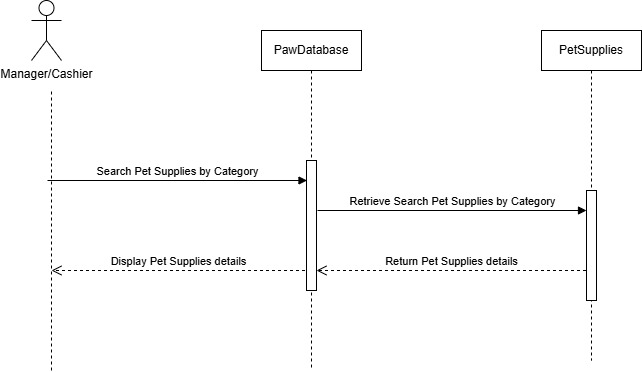 PawDatabase
PetSupplies
Manager/Cashier
Search Pet Supplies by Category
Retrieve Search Pet Supplies by Category
Display Pet Supplies details
Return Pet Supplies details